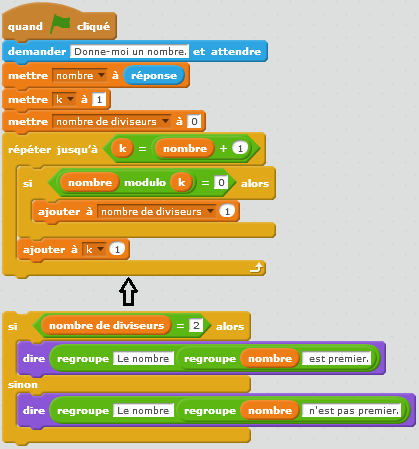 quand cliqué
demander Donne-moi un nombre. et attendre
mettre nombre à réponse
mettre k à 1
mettre nombre de diviseurs à 0
répéter jusqu'à k = nombre + 1
si nombre modulo k = 0 alors
ajouter à nombre de diviseurs 1
ajouter à k 1
si nombre de diviseurs = 2 alors
dire regroupe Le nombre regroupe nombre est premier.
sinon
dire regroupe Le nombre regroupe nombre n'est pas premier.